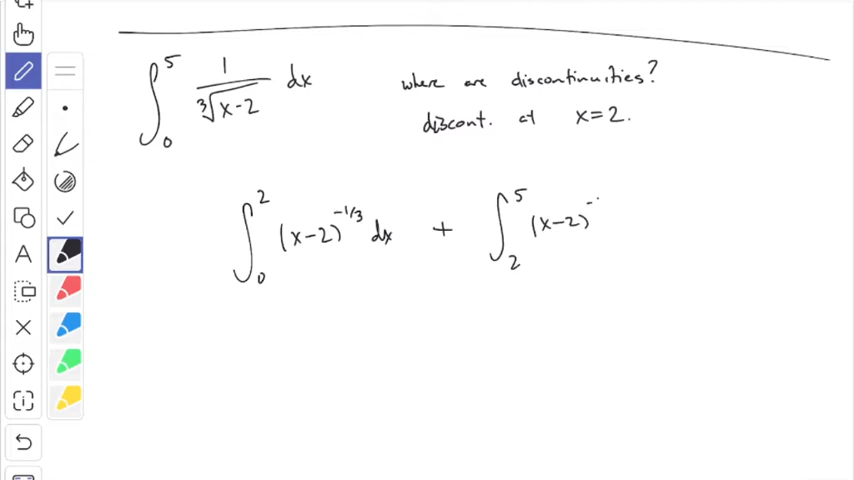 ∫₀⁵ 1/∛(x-2) dx where are discontinuities?
discont. at x=2.
∫₀² (x-2)^(-1/3) dx + ∫₂⁵ (x-2)^-